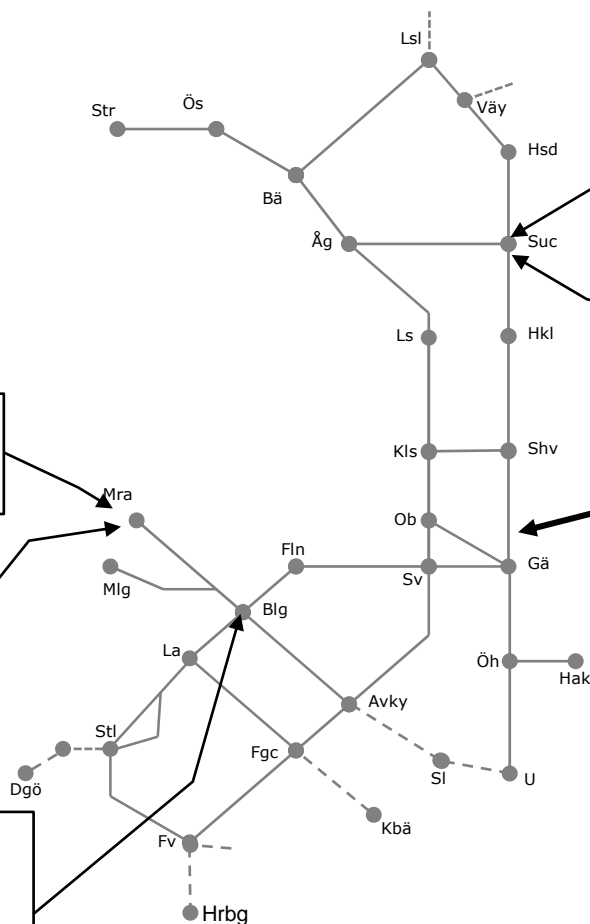 Lsl
Väy
Str
Ös
Hsd
Bä
Åg
Suc
Ls
Hkl
Kls
Shv
Mra
Ob
Fln
Gä
Mlg
Sv
Blg
La
Öh
Hak
Avky
Stl
Fgc
Sl
U
Dgö
Kbä
Fv
Hrbg